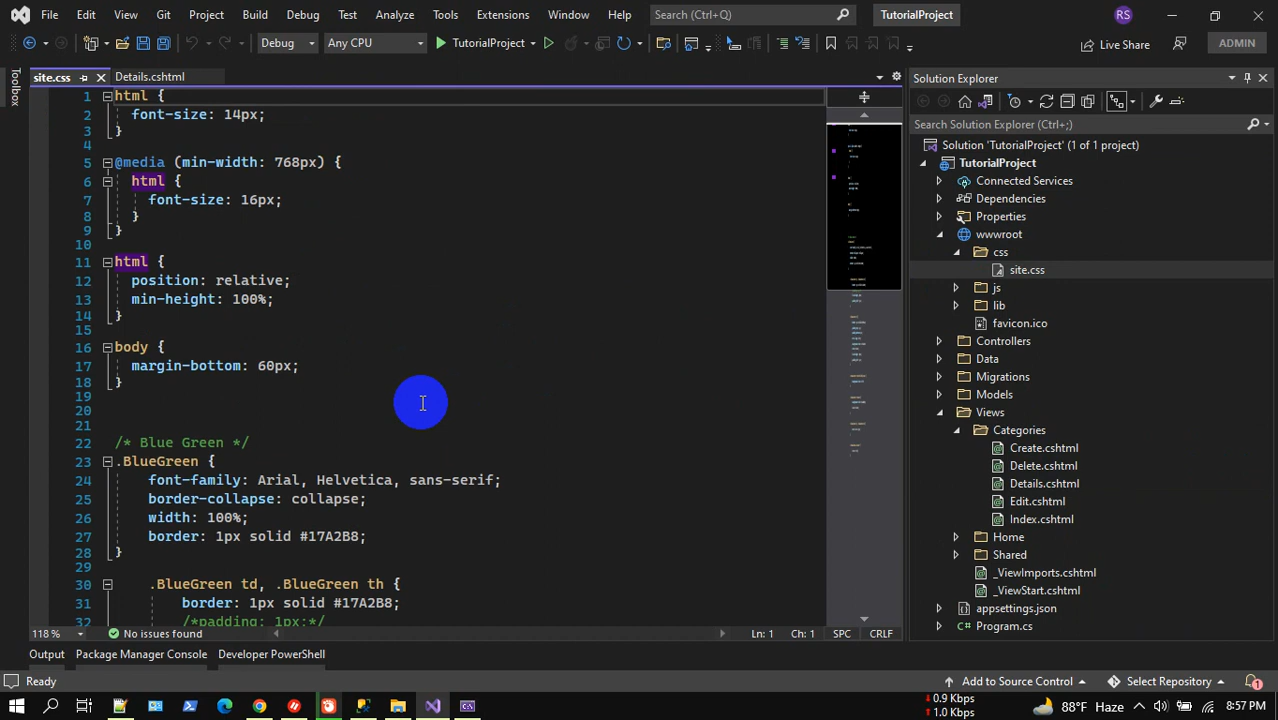 File Edit View Git Project Build Debug Test Analyze Tools Extensions Window Help Search (Ctrl+Q) TutorialProject RS
Debug Any CPU TutorialProject Live Share ADMIN
Toolbox
site.css Details.cshtml
1 html {
2 font-size: 14px;
3 }
4
5 @media (min-width: 768px) {
6 html {
7 font-size: 16px;
8 }
9 }
10
11 html {
12 position: relative;
13 min-height: 100%;
14 }
15
16 body {
17 margin-bottom: 60px;
18 }
19
20
21
22 /* Blue Green */
23 .BlueGreen {
24 font-family: Arial, Helvetica, sans-serif;
25 border-collapse: collapse;
26 width: 100%;
27 border: 1px solid #17A2B8;
28 }
29
30 .BlueGreen td, .BlueGreen th {
31 border: 1px solid #17A2B8;
32 /*padding: 1px;*/
118 % No issues found Ln: 1 Ch: 1 SPC CRLF
Solution Explorer
Search Solution Explorer (Ctrl+;)
Solution 'TutorialProject' (1 of 1 project)
TutorialProject
Connected Services
Dependencies
Properties
wwwroot
css
site.css
js
lib
favicon.ico
Controllers
Data
Migrations
Models
Views
Categories
Create.cshtml
Delete.cshtml
Details.cshtml
Edit.cshtml
Index.cshtml
Home
Shared
_ViewImports.cshtml
_ViewStart.cshtml
appsettings.json
Program.cs
Output Package Manager Console Developer PowerShell
Ready Add to Source Control Select Repository 1
0.9 Kbps
1.0 Kbps
88°F Haze 8:57 PM